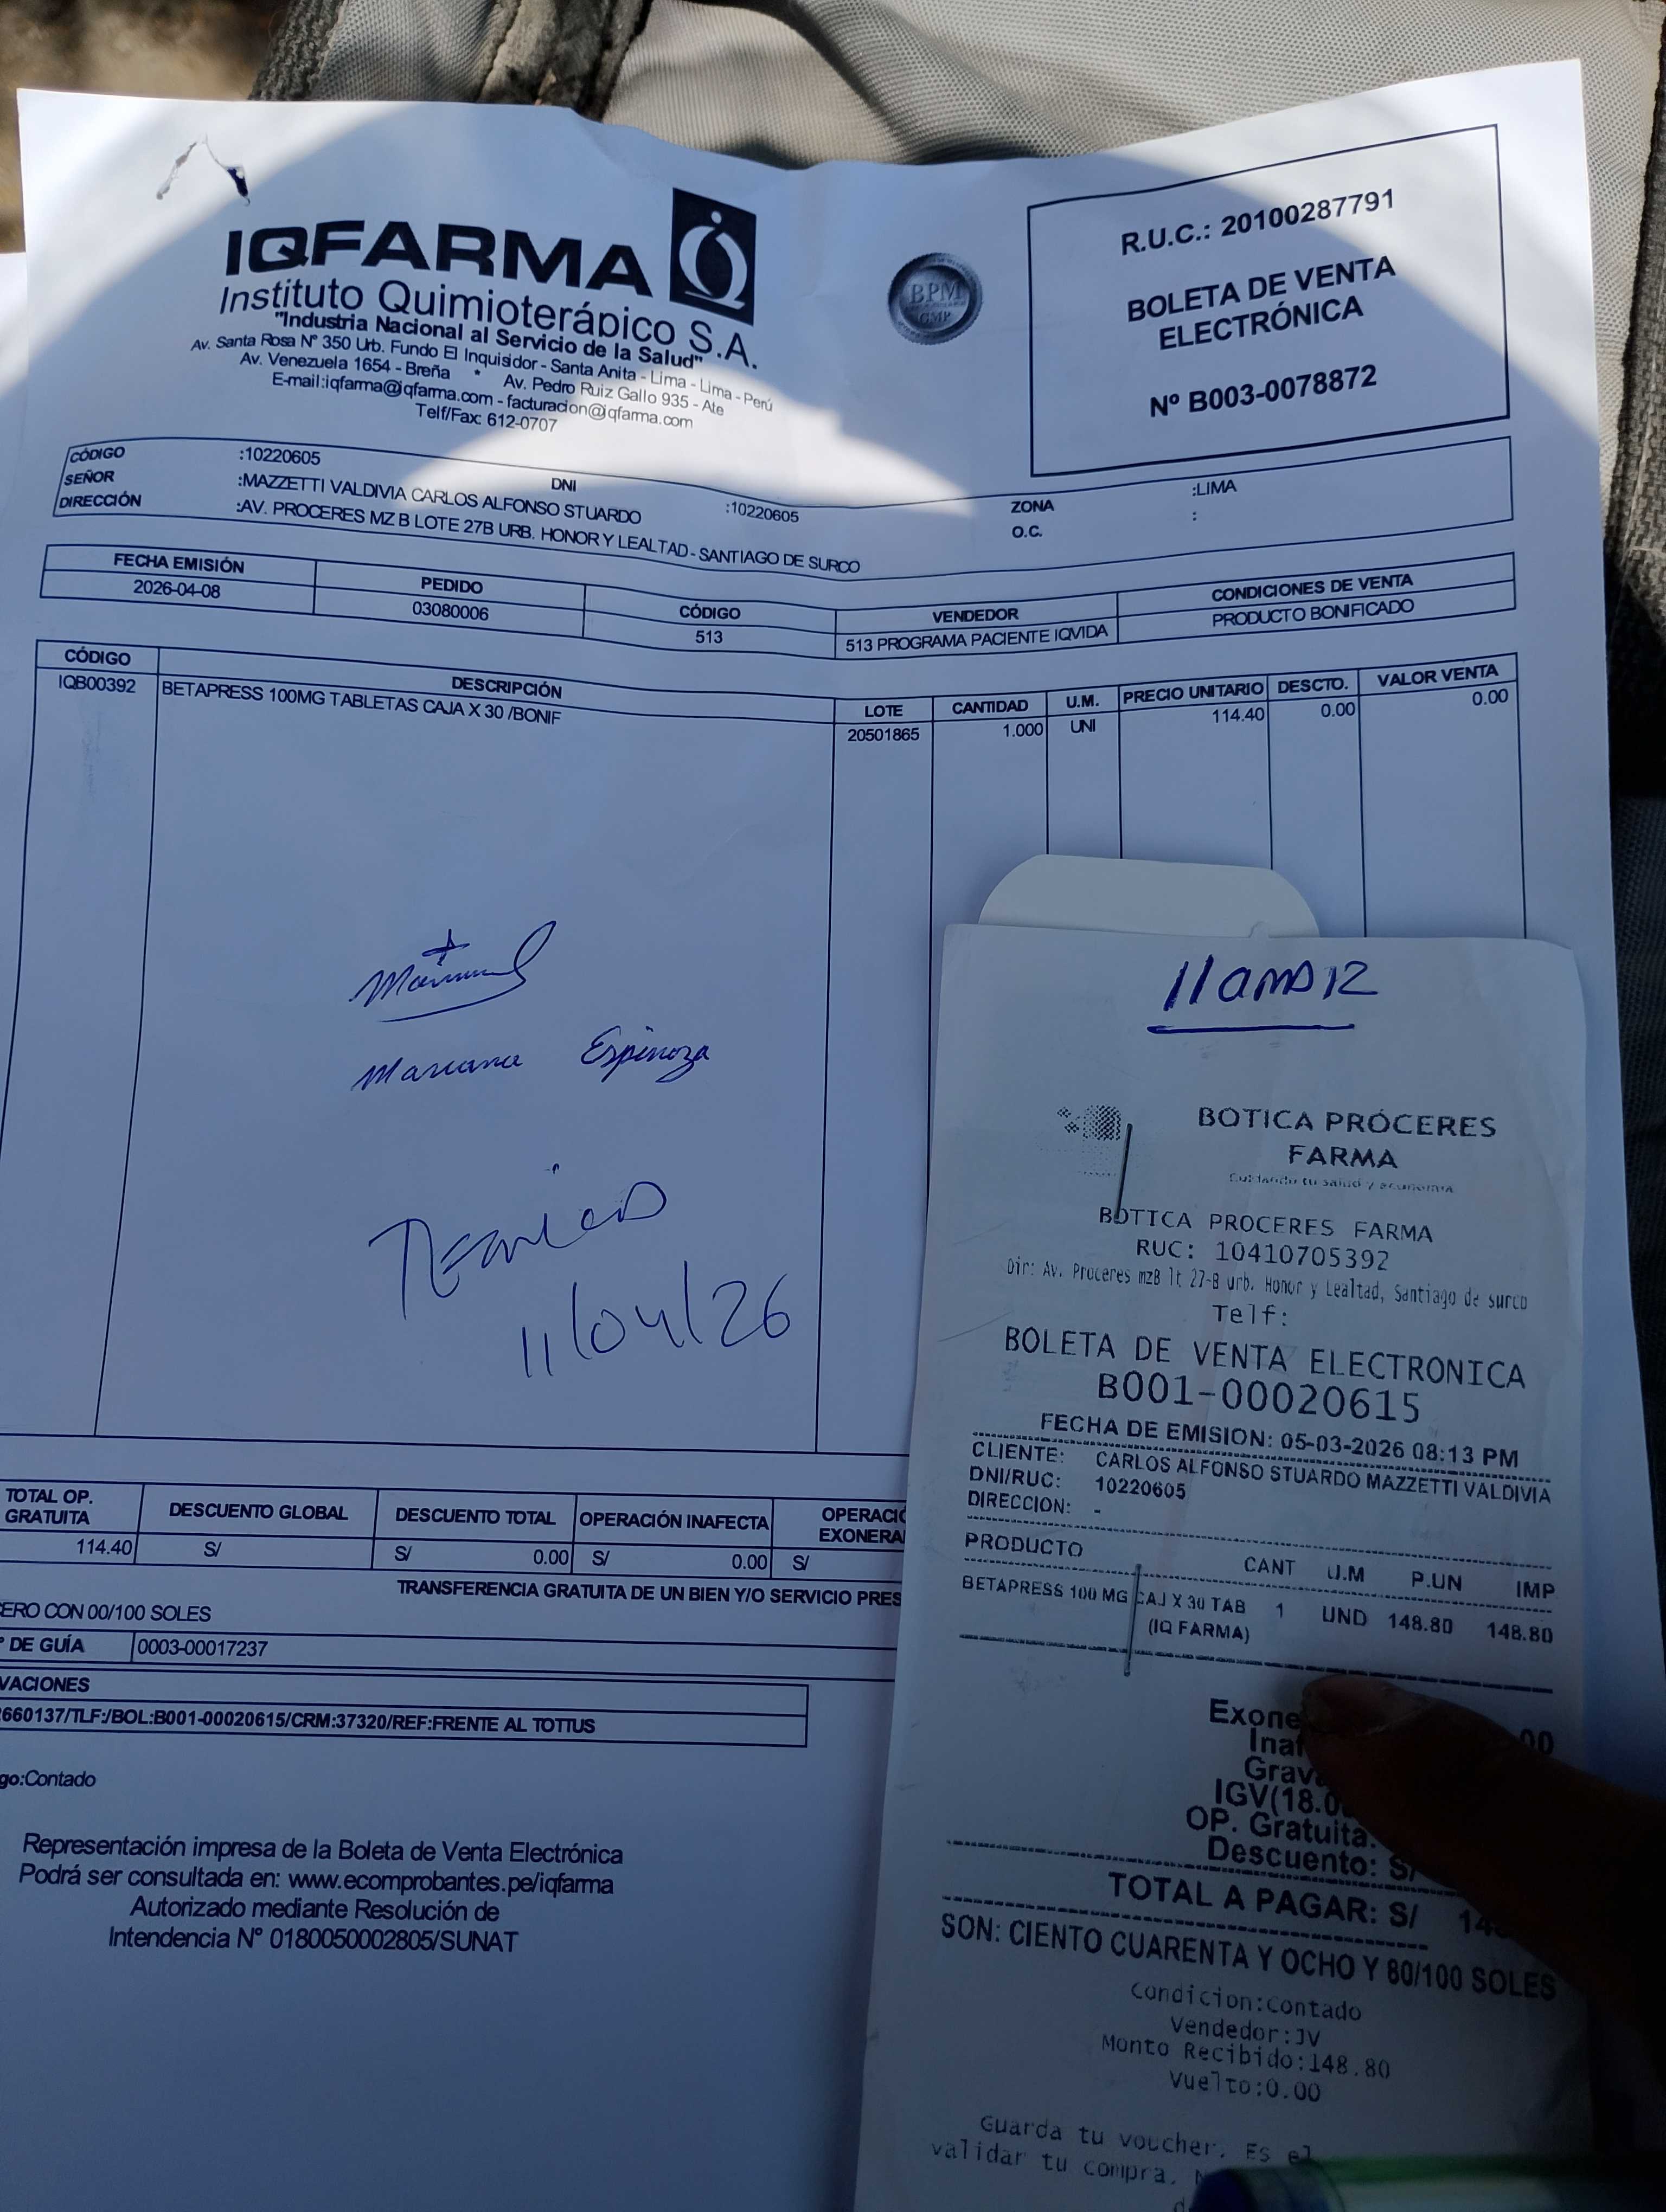 IQFARMA
Instituto Quimioterápico S.A.
"Industria Nacional al Servicio de la Salud"
Av. Santa Rosa N° 350 Urb. Fundo El Inquisidor - Santa Anita - Lima - Lima - Perú
Av. Venezuela 1654 - Breña * Av. Pedro Ruiz Gallo 935 - Ate
E-mail:iqfarma@iqfarma.com - facturacion@iqfarma.com
Telf/Fax: 612-0707
BPM
GMP
R.U.C.: 20100287791
BOLETA DE VENTA
ELECTRÓNICA
Nº B003-0078872
CÓDIGO :10220605
SEÑOR :MAZZETTI VALDIVIA CARLOS ALFONSO STUARDO DNI :10220605 ZONA :LIMA
DIRECCIÓN :AV. PROCERES MZ B LOTE 27B URB. HONOR Y LEALTAD - SANTIAGO DE SURCO O.C. :
FECHA EMISIÓN PEDIDO CÓDIGO VENDEDOR CONDICIONES DE VENTA
2026-04-08 03080006 513 513 PROGRAMA PACIENTE IQVIDA PRODUCTO BONIFICADO
CÓDIGO DESCRIPCIÓN LOTE CANTIDAD U.M. PRECIO UNITARIO DESCTO. VALOR VENTA
IQB00392 BETAPRESS 100MG TABLETAS CAJA X 30 /BONIF 20501865 1.000 UNI 114.40 0.00 0.00
Espinoza
11/04/26
TOTAL OP. GRATUITA DESCUENTO GLOBAL DESCUENTO TOTAL OPERACIÓN INAFECTA OPERACIÓ EXONERA
114.40 S/ S/ 0.00 S/ 0.00 S/
TRANSFERENCIA GRATUITA DE UN BIEN Y/O SERVICIO PRES
ERO CON 00/100 SOLES
DE GUÍA 0003-00017237
VACIONES
660137/TLF:/BOL:B001-00020615/CRM:37320/REF:FRENTE AL TOTTUS
go:Contado
Representación impresa de la Boleta de Venta Electrónica
Podrá ser consultada en: www.ecomprobantes.pe/iqfarma
Autorizado mediante Resolución de
Intendencia N° 0180050002805/SUNAT
BOTICA PRÓCERES
FARMA
Cuidando tu salud y economía
BOTICA PROCERES FARMA
RUC: 10410705392
Dir: Av. Proceres mzB lt 27-B urb. Honor y Lealtad, Santiago de surco
Telf:
BOLETA DE VENTA ELECTRONICA
B001-00020615
FECHA DE EMISION: 05-03-2026 08:13 PM
CLIENTE: CARLOS ALFONSO STUARDO MAZZETTI VALDIVIA
DNI/RUC: 10220605
DIRECCION: -
PRODUCTO CANT U.M P.UN IMP
BETAPRESS 100 MG CAJ X 30 TAB 1 UND 148.80 148.80
(IQ FARMA)
Exone 00
Inaf
Grav
IGV(18.0
OP. Gratuita:
Descuento: S/
TOTAL A PAGAR: S/ 14
SON: CIENTO CUARENTA Y OCHO Y 80/100 SOLES
Condicion:Contado
Vendedor:JV
Monto Recibido:148.80
Vuelto:0.00
Guarda tu voucher. Es el
validar tu compra.